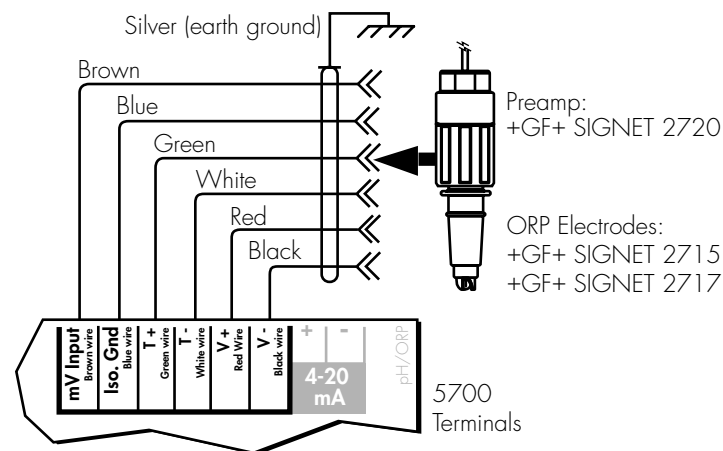 Silver (earth ground)
Brown
Blue
Green
White
Red
Black
Preamp:
+GF+ SIGNET 2720
ORP Electrodes:
+GF+ SIGNET 2715
+GF+ SIGNET 2717
mV Input
Brown wire
Iso. Gnd
Blue wire
T +
Green wire
T -
White wire
V +
Red Wire
V -
Black wire
+ -
4-20
mA
pH/ORP
5700
Terminals